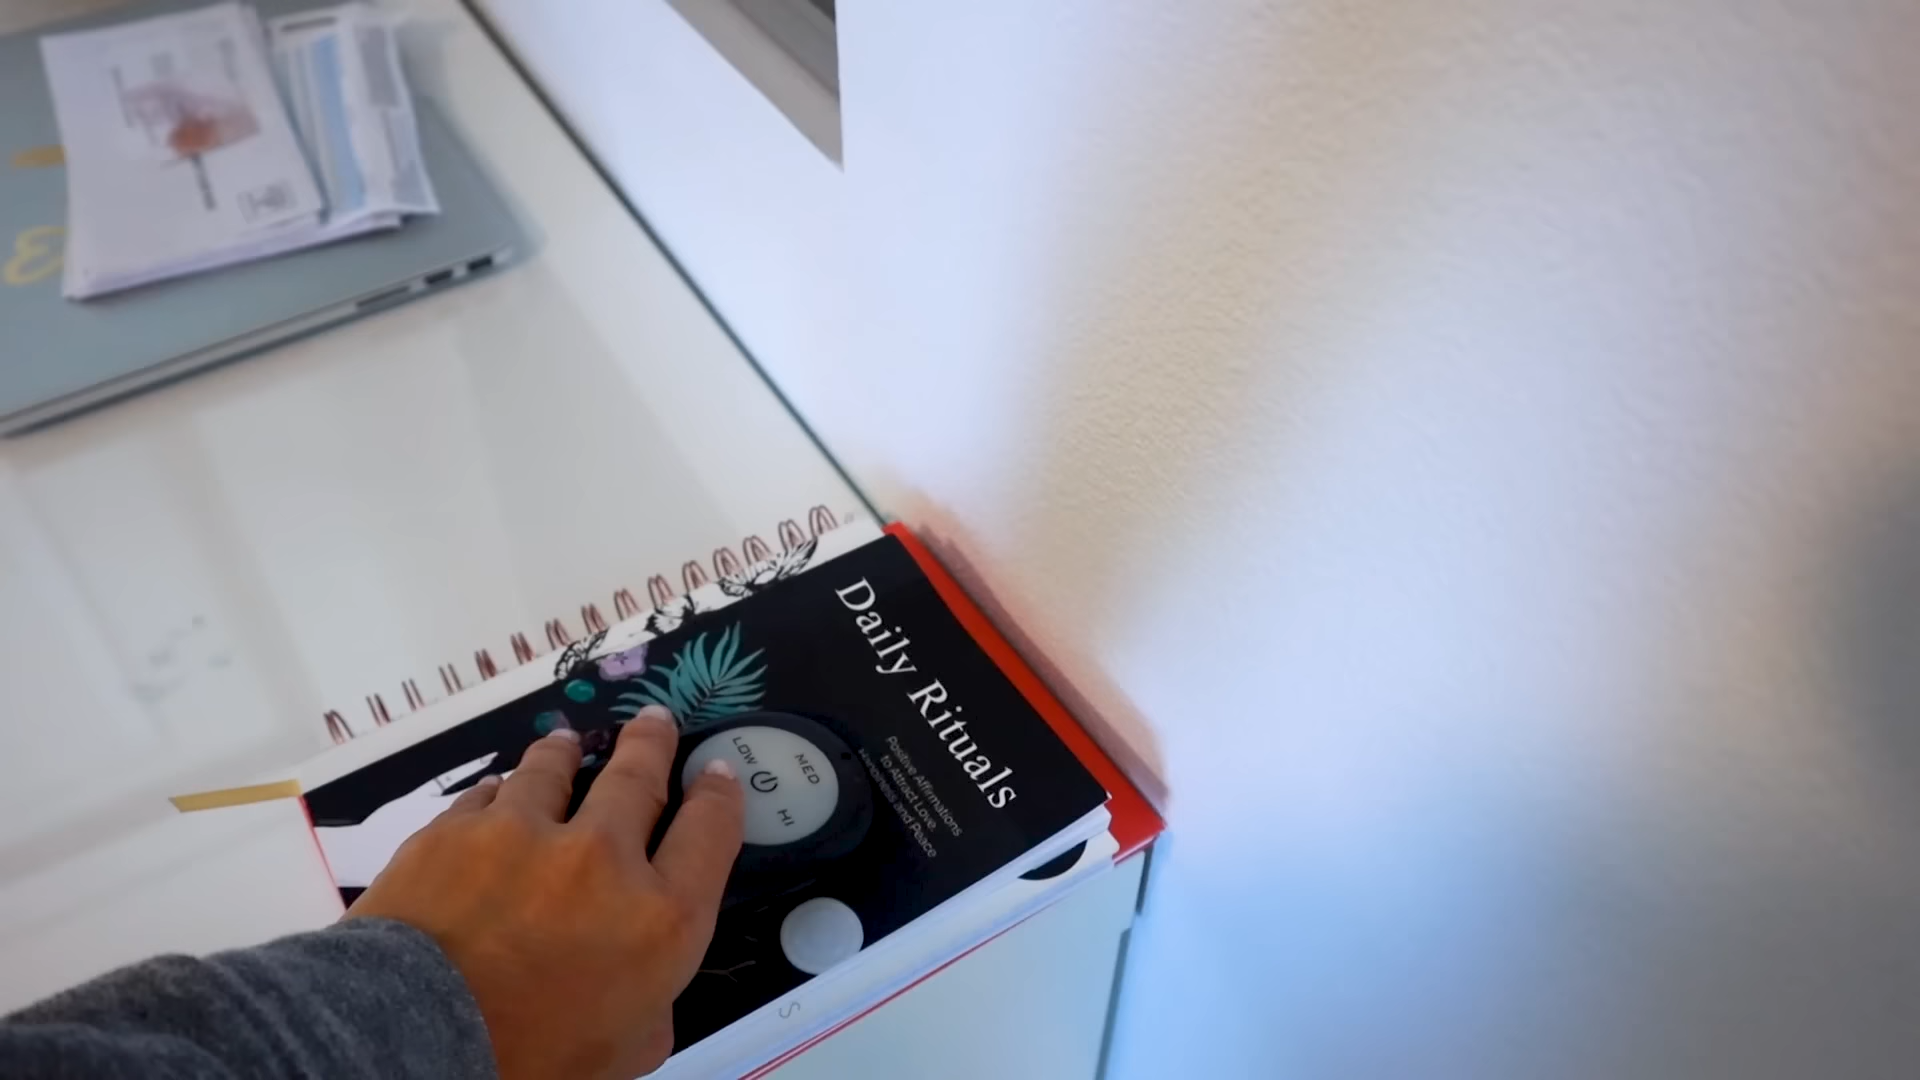 Daily Rituals
Positive Affirmations
to Attract Love,
Happiness and Peace
LOW
MED
HI
S